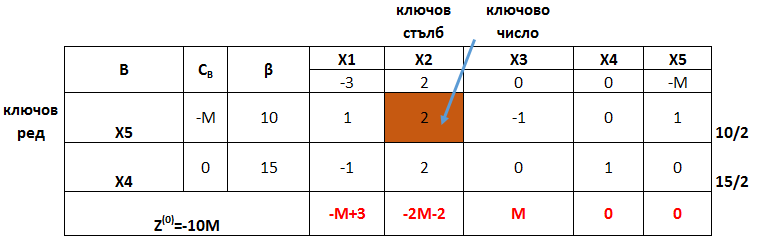 ключов стълб
ключово число
B Cв β X1 X2 X3 X4 X5
-3 2 0 0 -M
ключов ред
X5 -M 10 1 2 -1 0 1 10/2
X4 0 15 -1 2 0 1 0 15/2
Z(0)=-10M -M+3 -2M-2 M 0 0